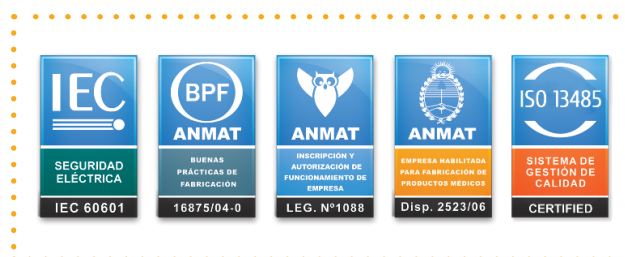 IEC
SEGURIDAD
ELÉCTRICA
IEC 60601
BPF
ANMAT
BUENAS
PRÁCTICAS DE
FABRICACIÓN
16875/04-0
ANMAT
INSCRIPCIÓN Y
AUTORIZACIÓN DE
FUNCIONAMIENTO DE
EMPRESA
LEG. Nº1088
ANMAT
EMPRESA HABILITADA
PARA FABRICACIÓN DE
PRODUCTOS MÉDICOS
Disp. 2523/06
ISO 13485
SISTEMA DE
GESTIÓN DE
CALIDAD
CERTIFIED